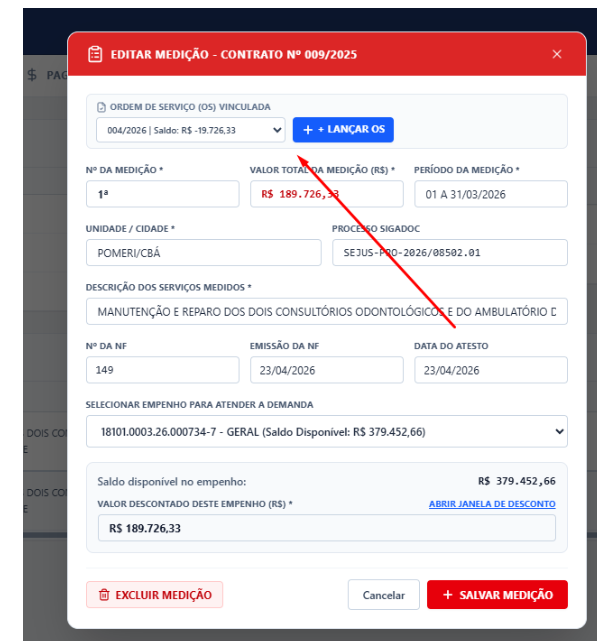 $ PAG
EDITAR MEDIÇÃO - CONTRATO Nº 009/2025
ORDEM DE SERVIÇO (OS) VINCULADA
004/2026 | Saldo: R$ -19.726,33
+ + LANÇAR OS
Nº DA MEDIÇÃO * VALOR TOTAL DA MEDIÇÃO (R$) * PERÍODO DA MEDIÇÃO *
1ª R$ 189.726,33 01 A 31/03/2026
UNIDADE / CIDADE * PROCESSO SIGADOC
POMERI/CBÁ SEJUS-PRO-2026/08502.01
DESCRIÇÃO DOS SERVIÇOS MEDIDOS *
MANUTENÇÃO E REPARO DOS DOIS CONSULTÓRIOS ODONTOLÓGICOS E DO AMBULATÓRIO D
Nº DA NF EMISSÃO DA NF DATA DO ATESTO
149 23/04/2026 23/04/2026
SELECIONAR EMPENHO PARA ATENDER A DEMANDA
18101.0003.26.000734-7 - GERAL (Saldo Disponível: R$ 379.452,66)
DOIS CO
E
Saldo disponível no empenho: R$ 379.452,66
DOIS CO
VALOR DESCONTADO DESTE EMPENHO (R$) * ABRIR JANELA DE DESCONTO
E
R$ 189.726,33
EXCLUIR MEDIÇÃO Cancelar + SALVAR MEDIÇÃO